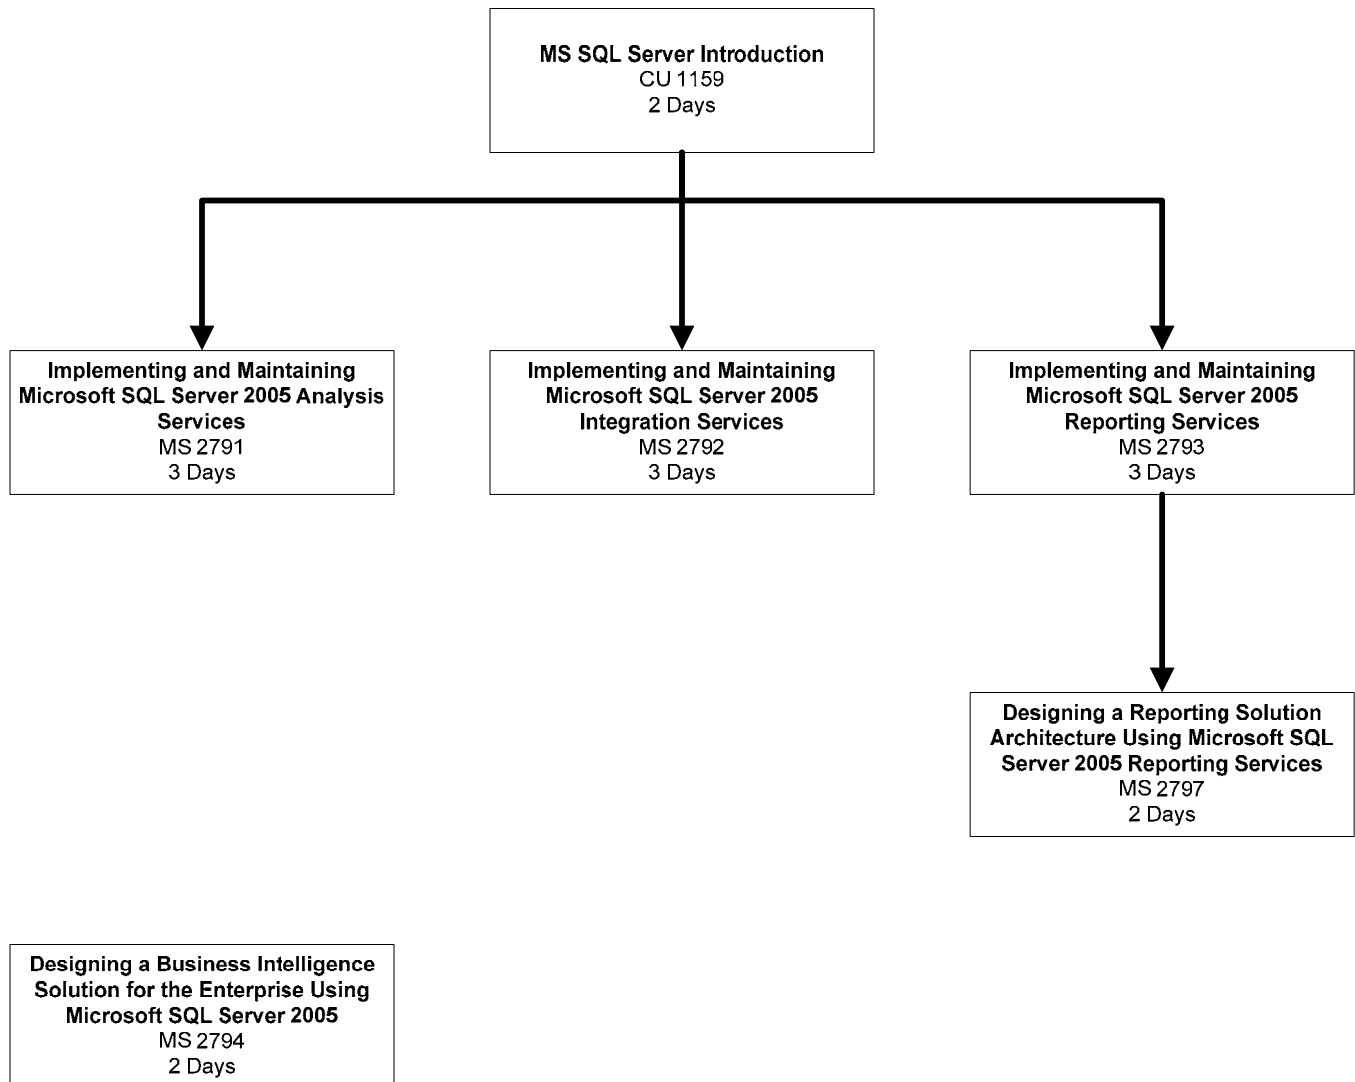 MS SQL Server Introduction
CU 1159
2 Days
Implementing and Maintaining
Microsoft SQL Server 2005 Analysis
Services
MS 2791
3 Days
Implementing and Maintaining
Microsoft SQL Server 2005
Integration Services
MS 2792
3 Days
Implementing and Maintaining
Microsoft SQL Server 2005
Reporting Services
MS 2793
3 Days
Designing a Reporting Solution
Architecture Using Microsoft SQL
Server 2005 Reporting Services
MS 2797
2 Days
Designing a Business Intelligence
Solution for the Enterprise Using
Microsoft SQL Server 2005
MS 2794
2 Days